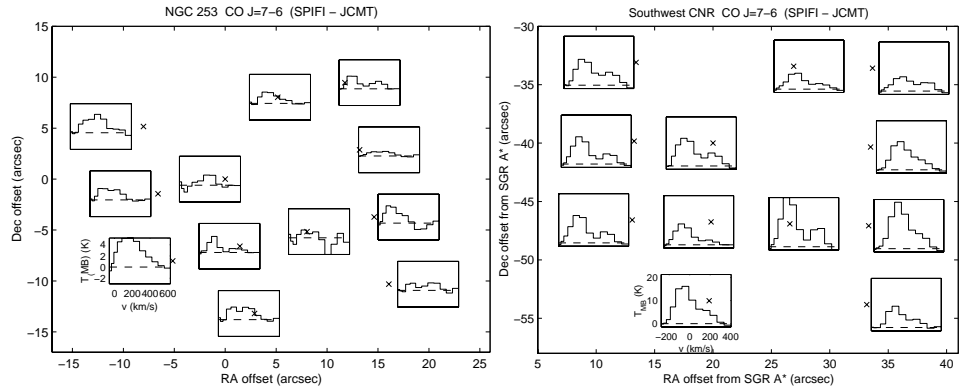 NGC 253 CO J=7−6 (SPIFI − JCMT)
15
10
5
0
−5
−10
−15
Dec offset (arcsec)
T(MB) (K)
4
2
0
−2
0 200 400 600
v (km/s)
−15 −10 −5 0 5 10 15 20 25
RA offset (arcsec)
Southwest CNR CO J=7−6 (SPIFI − JCMT)
−30
−35
−40
−45
−50
−55
Dec offset from SGR A* (arcsec)
T_MB (K)
20
10
0
−200 0 200 400
v (km/s)
5 10 15 20 25 30 35 40
RA offset from SGR A* (arcsec)